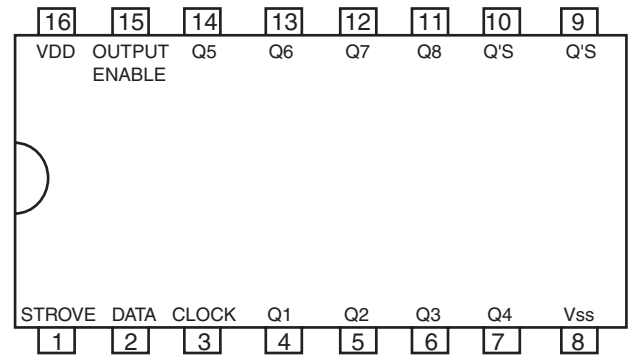 16 15 14 13 12 11 10 9
VDD OUTPUT ENABLE Q5 Q6 Q7 Q8 Q'S Q'S
STROVE DATA CLOCK Q1 Q2 Q3 Q4 Vss
1 2 3 4 5 6 7 8